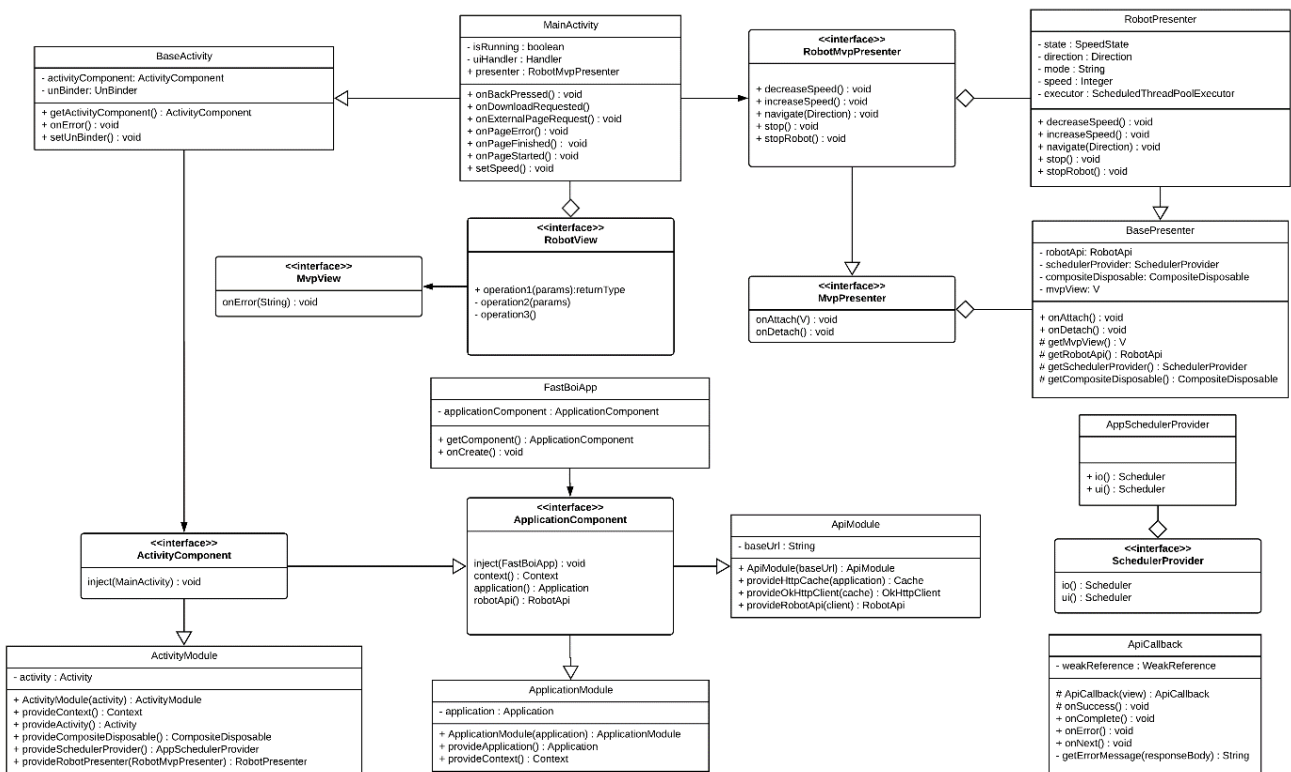 BaseActivity
- activityComponent: ActivityComponent
- unBinder: UnBinder
+ getActivityComponent() : ActivityComponent
+ onError() : void
+ setUnBinder() : void
MainActivity
- isRunning : boolean
- uiHandler : Handler
+ presenter : RobotMvpPresenter
+ onBackPressed() : void
+ onDownloadRequested()
+ onExternalPageRequest() : void
+ onPageError() : void
+ onPageFinished() : void
+ onPageStarted() : void
+ setSpeed() : void
<<interface>>
RobotMvpPresenter
+ decreaseSpeed() : void
+ increaseSpeed() : void
+ navigate(Direction) : void
+ stop() : void
+ stopRobot() : void
RobotPresenter
- state : SpeedState
- direction : Direction
- mode : String
- speed : Integer
- executor : ScheduledThreadPoolExecutor
+ decreaseSpeed() : void
+ increaseSpeed() : void
+ navigate(Direction) : void
+ stop() : void
+ stopRobot() : void
<<interface>>
MvpView
onError(String) : void
<<interface>>
RobotView
+ operation1(params):returnType
- operation2(params)
- operation3()
<<interface>>
MvpPresenter
onAttach(V) : void
onDetach() : void
BasePresenter
- robotApi: RobotApi
- schedulerProvider: SchedulerProvider
- compositeDisposable: CompositeDisposable
- mvpView: V
+ onAttach() : void
+ onDetach() : void
# getMvpView() : V
# getRobotApi() : RobotApi
# getSchedulerProvider() : SchedulerProvider
# getCompositeDisposable() : CompositeDisposable
FastBoiApp
- applicationComponent : ApplicationComponent
+ getComponent() : ApplicationComponent
+ onCreate() : void
AppSchedulerProvider
+ io() : Scheduler
+ ui() : Scheduler
<<interface>>
ActivityComponent
inject(MainActivity) : void
<<interface>>
ApplicationComponent
inject(FastBoiApp) : void
context() : Context
application() : Application
robotApi() : RobotApi
ApiModule
- baseUrl : String
+ ApiModule(baseUrl) : ApiModule
+ provideHttpCache(application) : Cache
+ provideOkHttpClient(cache) : OkHttpClient
+ provideRobotApi(client) : RobotApi
<<interface>>
SchedulerProvider
io() : Scheduler
ui() : Scheduler
ActivityModule
- activity : Activity
+ ActivityModule(activity) : ActivityModule
+ provideContext() : Context
+ provideActivity() : Activity
+ provideCompositeDisposable() : CompositeDisposable
+ provideSchedulerProvider() : AppSchedulerProvider
+ provideRobotPresenter(RobotMvpPresenter) : RobotPresenter
ApplicationModule
- application : Application
+ ApplicationModule(application) : ApplicationModule
+ provideApplication() : Application
+ provideContext() : Context
ApiCallback
- weakReference ; WeakReference
# ApiCallback(view) : ApiCallback
# onSuccess() : void
+ onComplete() : void
+ onError() : void
+ onNext() : void
- getErrorMessage(responseBody) : String